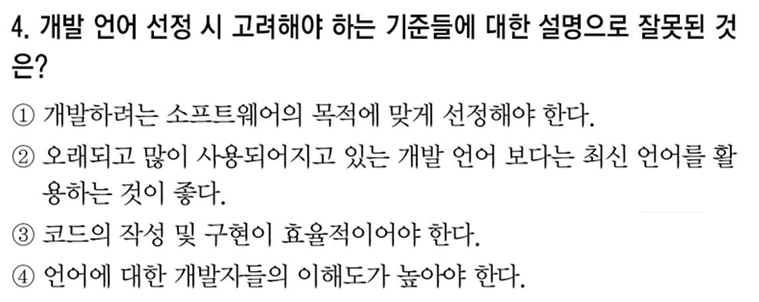 4. 개발 언어 선정 시 고려해야 하는 기준들에 대한 설명으로 잘못된 것
은?
① 개발하려는 소프트웨어의 목적에 맞게 선정해야 한다.
② 오래되고 많이 사용되어지고 있는 개발 언어 보다는 최신 언어를 활
용하는 것이 좋다.
③ 코드의 작성 및 구현이 효율적이어야 한다.
④ 언어에 대한 개발자들의 이해도가 높아야 한다.